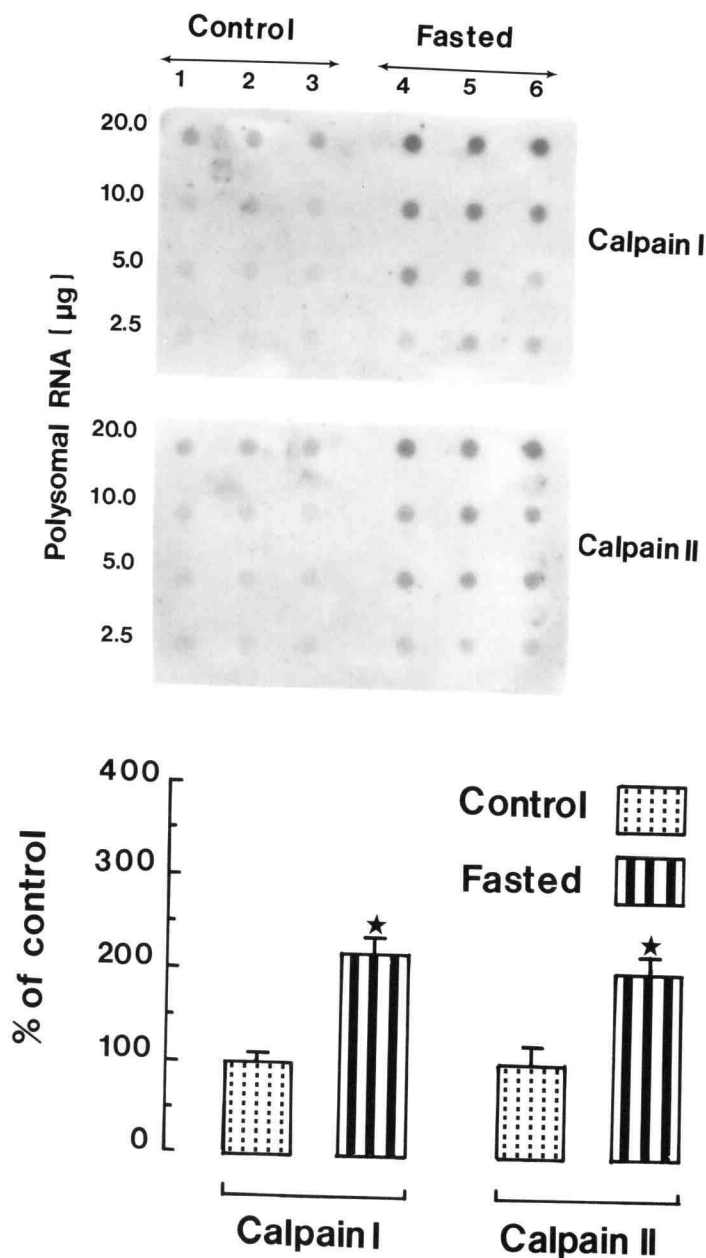 Control Fasted
1 2 3 4 5 6
Polysomal RNA [ µg ]
20.0
10.0
5.0
2.5
Calpain I
20.0
10.0
5.0
2.5
Calpain II
% of control
400
300
200
100
0
Control
Fasted
★ ★
Calpain I Calpain II